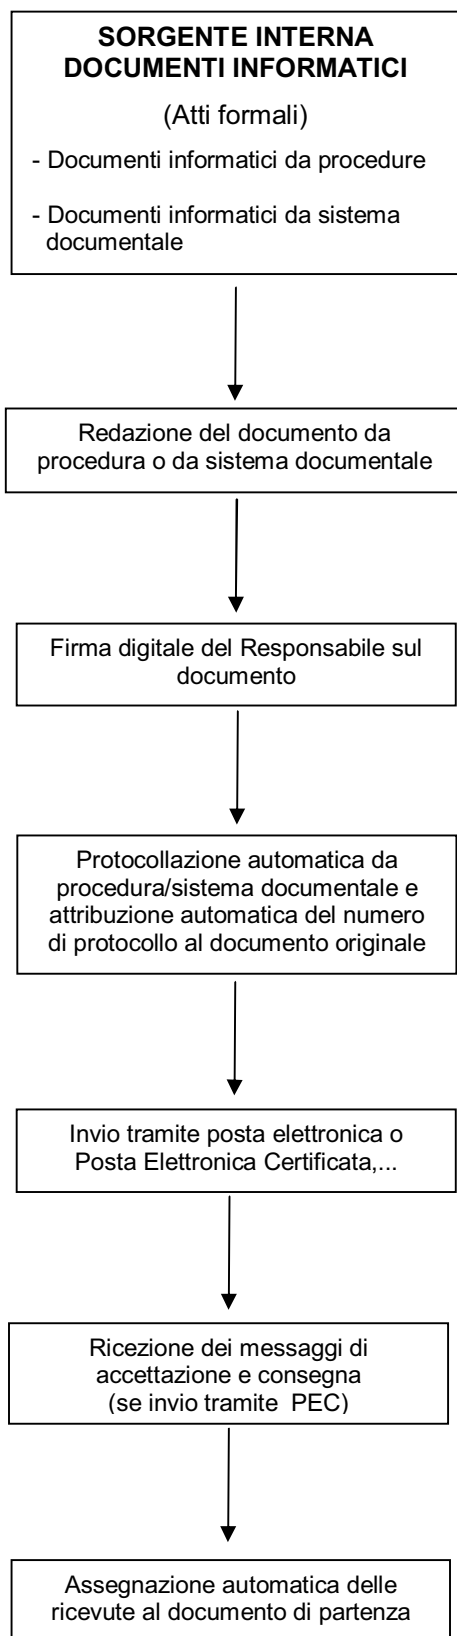 SORGENTE INTERNA
DOCUMENTI INFORMATICI
(Atti formali)
- Documenti informatici da procedure
- Documenti informatici da sistema
documentale
Redazione del documento da
procedura o da sistema documentale
Firma digitale del Responsabile sul
documento
Protocollazione automatica da
procedura/sistema documentale e
attribuzione automatica del numero
di protocollo al documento originale
Invio tramite posta elettronica o
Posta Elettronica Certificata,...
Ricezione dei messaggi di
accettazione e consegna
(se invio tramite PEC)
Assegnazione automatica delle
ricevute al documento di partenza